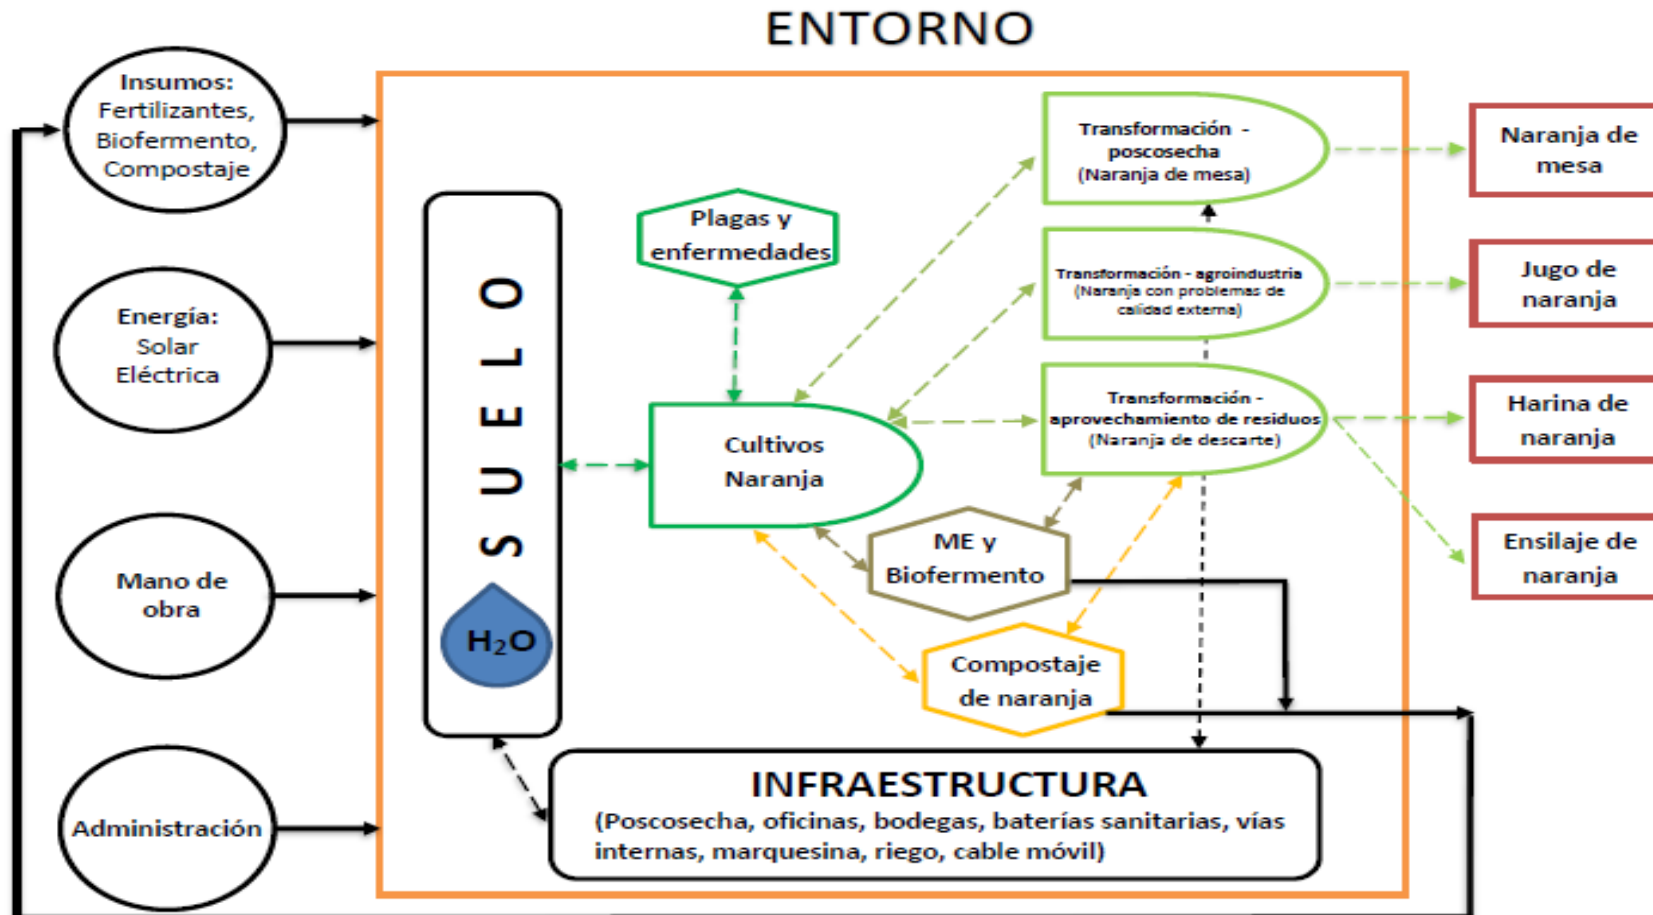 ENTORNO
Insumos:
Fertilizantes,
Biofermento,
Compostaje
Energía:
Solar
Eléctrica
Mano de
obra
Administración
SUELO
H₂O
Plagas y
enfermedades
Cultivos
Naranja
Transformación -
poscosecha
(Naranja de mesa)
Transformación - agroindustria
(Naranja con problemas de
calidad externa)
Transformación -
aprovechamiento de residuos
(Naranja de descarte)
ME y
Biofermento
Compostaje
de naranja
INFRAESTRUCTURA
(Poscosecha, oficinas, bodegas, baterías sanitarias, vías
internas, marquesina, riego, cable móvil)
Naranja de
mesa
Jugo de
naranja
Harina de
naranja
Ensilaje de
naranja